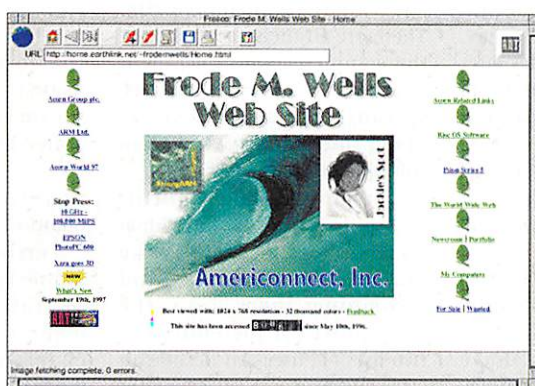 Fresco: Frode M. Wells Web Site - Home
URL http://home.earthlink.net/~frodemwells/Home.html
Frode M. Wells
Web Site
Acorn Group plc.
ARM Ltd.
Acorn World 97
Stop Press:
10 GHz -
100,000 MIPS
EPSON
PhotoPC 600
Xara goes 3D
NEW
What's New
September 19th, 1997
StrongARM
Jackie's Spot
Americonnect, Inc.
Best viewed with: 1024 x 768 resolution - 32 thousand colors - Feedback
This site has been accessed since May 10th, 1996.
Acorn Related Links
Risc OS Software
Psion Series 5
The World Wide Web
Newsroom | Portfolio
My Computers
For Sale | Wanted
Image fetching complete, 0 errors.